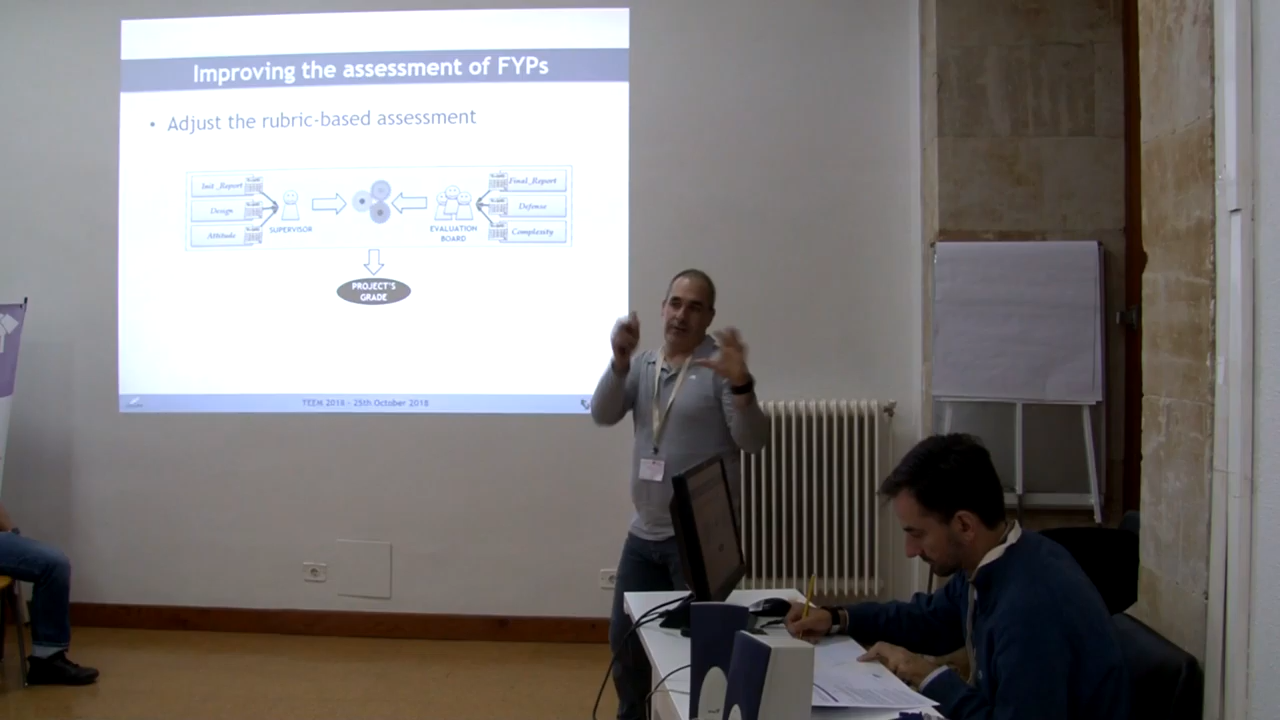 Improving the assessment of FYPs
• Adjust the rubric-based assessment
Init_Report
Design
Attitude
SUPERVISOR
EVALUATION
BOARD
Final_Report
Defense
Complexity
PROJECT'S
GRADE
TEEM 2018 - 25th October 2018